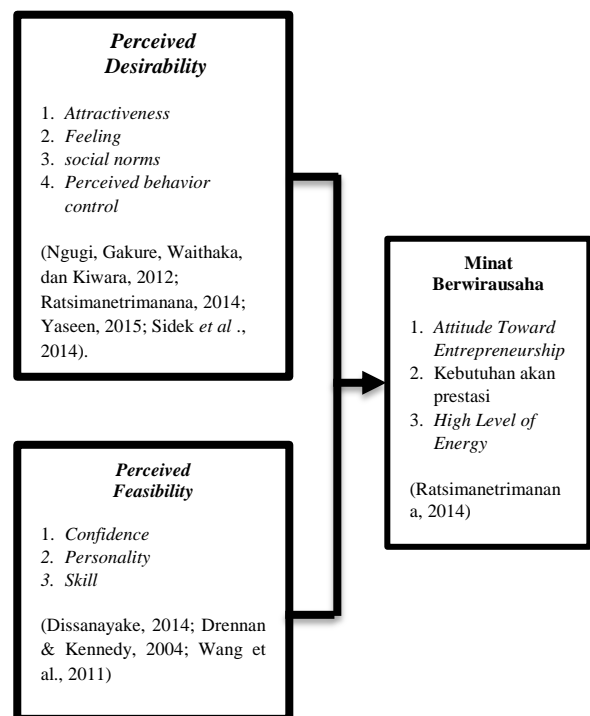 Perceived
Desirability
1. Attractiveness
2. Feeling
3. social norms
4. Perceived behavior
control
(Ngugi, Gakure, Waithaka,
dan Kiwara, 2012;
Ratsimanetrimanana, 2014;
Yaseen, 2015; Sidek et al .,
2014).
Perceived
Feasibility
1. Confidence
2. Personality
3. Skill
(Dissanayake, 2014; Drennan
& Kennedy, 2004; Wang et
al., 2011)
Minat
Berwirausaha
1. Attitude Toward
Entrepreneurship
2. Kebutuhan akan
prestasi
3. High Level of
Energy
(Ratsimanetrimanan
a, 2014)